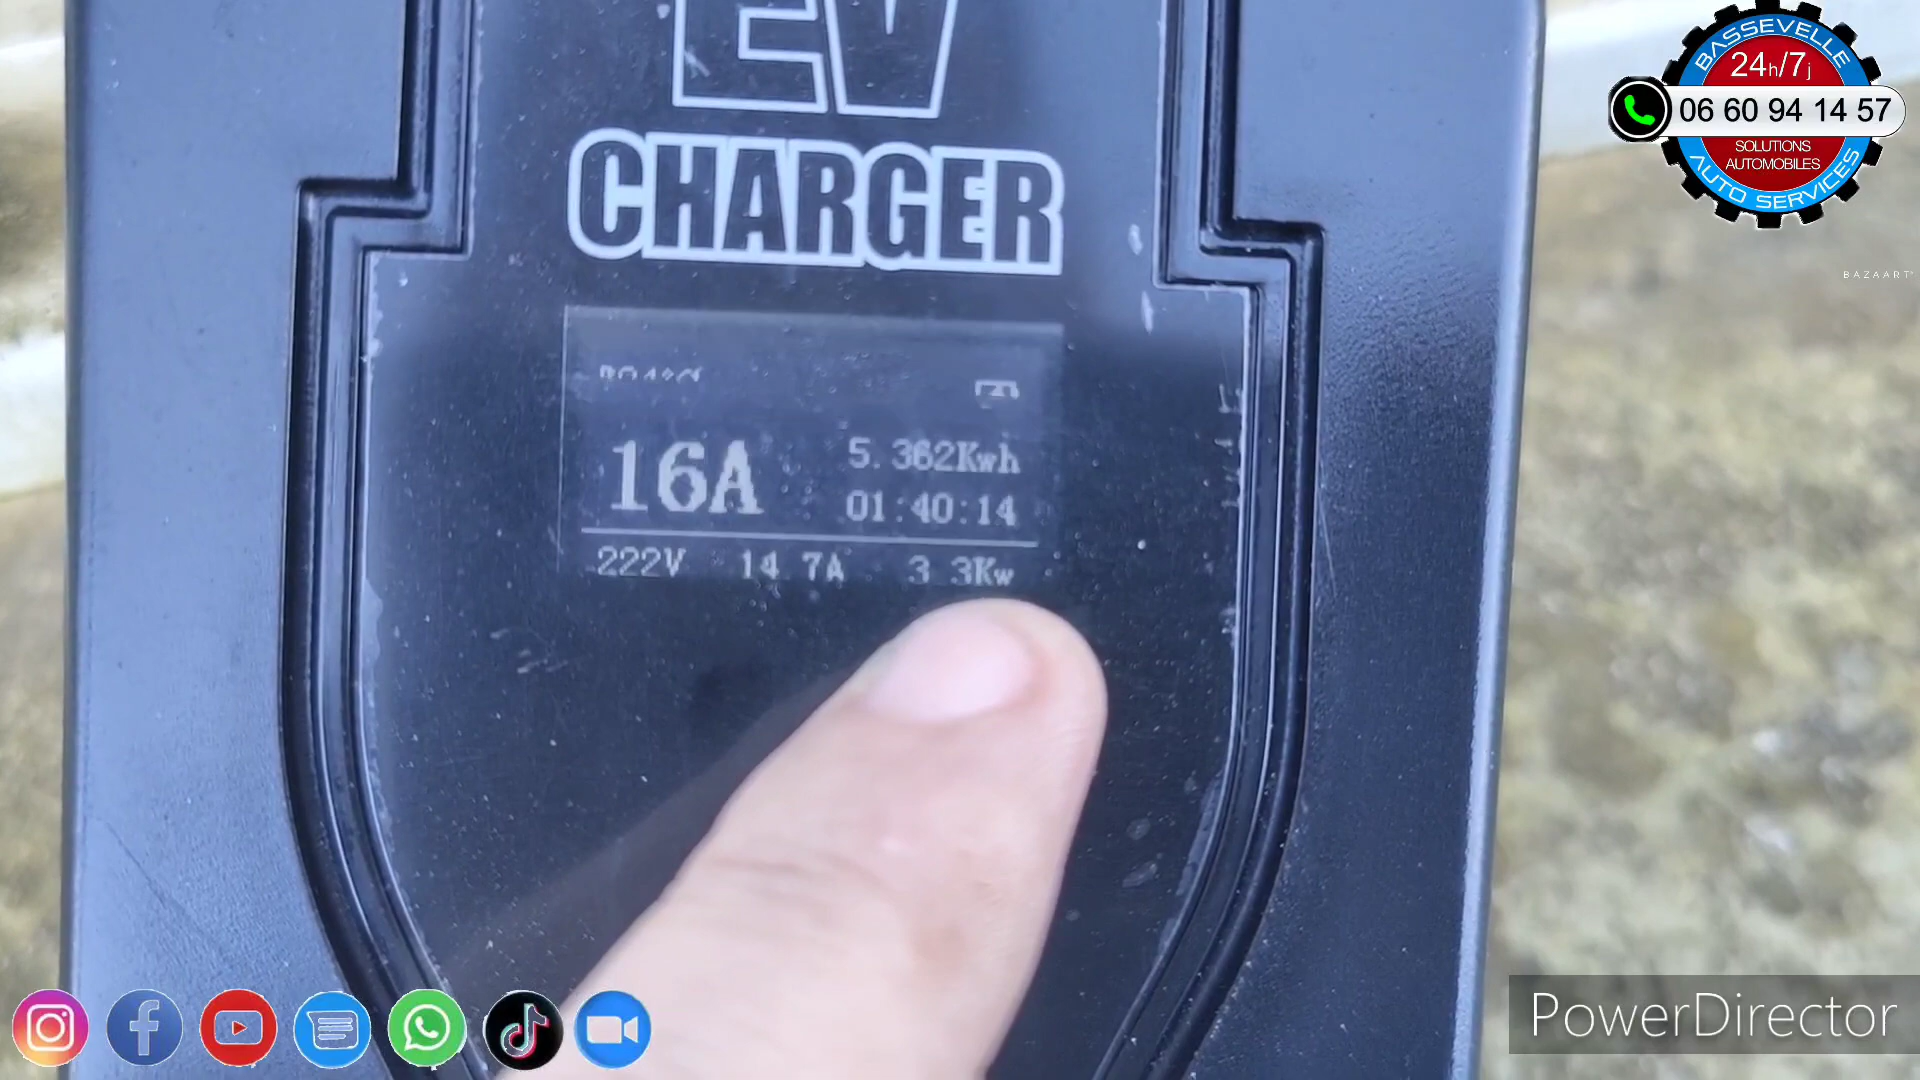 EV
CHARGER
16A
5.362Kwh
01:40:14
222V 14.7A 3.3Kw
BASSEVELLE
24h/7j
06 60 94 14 57
SOLUTIONS
AUTOMOBILES
AUTO SERVICES
BAZAART
PowerDirector